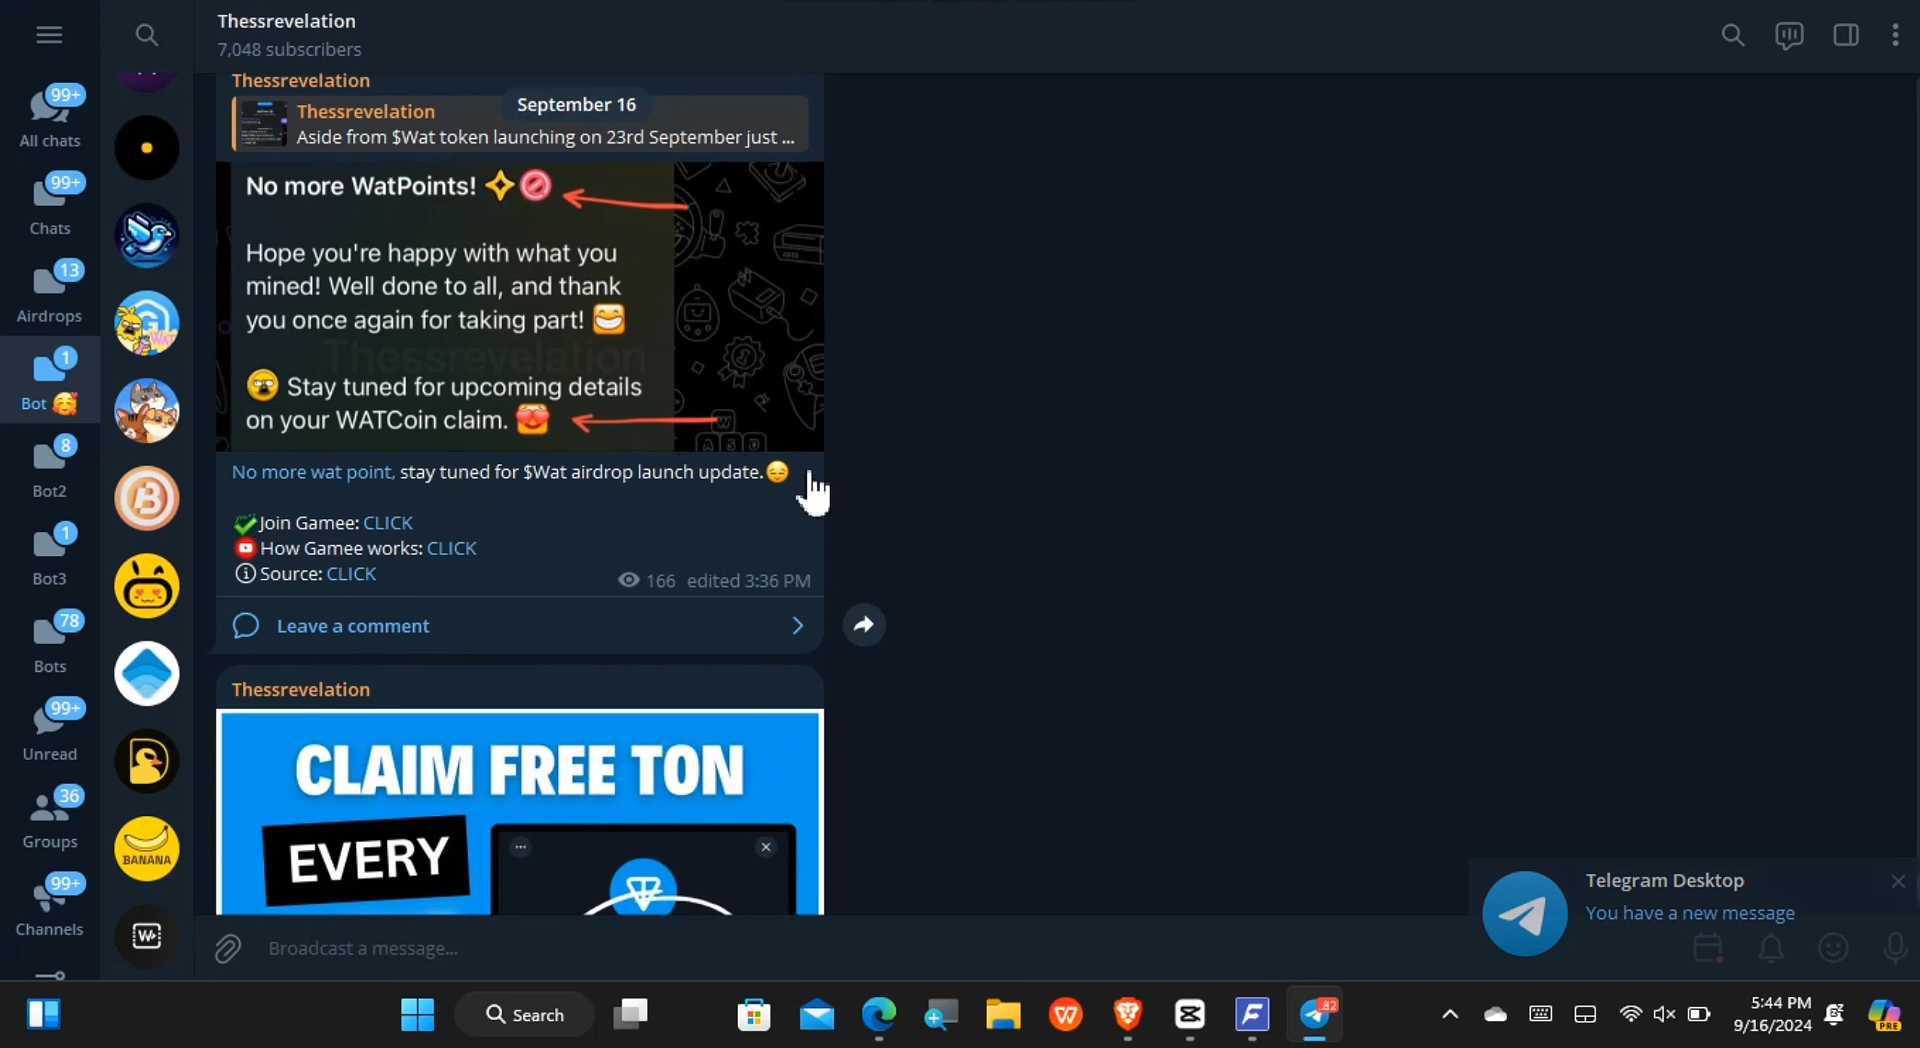 Thessrevelation
7,048 subscribers
99+
All chats
99+
Chats
13
Airdrops
1
Bot 🥰
8
Bot2
1
Bot3
78
Bots
99+
Unread
36
Groups
99+
Channels
BANANA
W
Thessrevelation
September 16
Thessrevelation
Aside from $Wat token launching on 23rd September just ...
No more WatPoints!
Hope you're happy with what you
mined! Well done to all, and thank
you once again for taking part! 😁
Thessrevelation
Stay tuned for upcoming details
on your WATCoin claim. 😍
No more wat point, stay tuned for $Wat airdrop launch update.😏
Join Gamee: CLICK
How Gamee works: CLICK
Source: CLICK
166 edited 3:36 PM
Leave a comment
Thessrevelation
CLAIM FREE TON
EVERY
Broadcast a message...
Telegram Desktop
You have a new message
Search
82
5:44 PM
9/16/2024
PRE